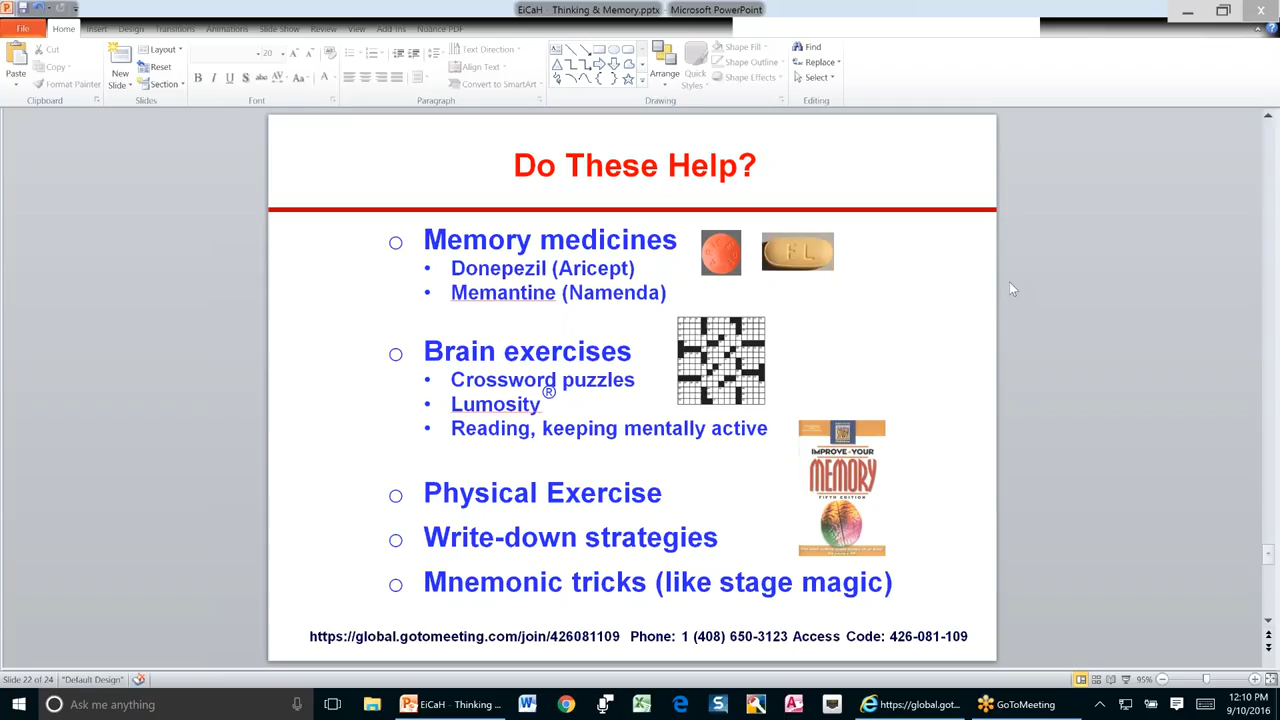 EiCaH - Thinking & Memory.pptx - Microsoft PowerPoint
File Home Insert Design Transitions Animations Slide Show Review View Add-Ins Nuance PDF
Paste Cut Copy Format Painter Clipboard
New Slide Layout Reset Section Slides
20 Font
Text Direction Align Text Convert to SmartArt Paragraph
Arrange Quick Styles Shape Fill Shape Outline Shape Effects Drawing
Find Replace Select Editing
Do These Help?
Memory medicines
• Donepezil (Aricept)
• Memantine (Namenda)
FL
Brain exercises
• Crossword puzzles
• Lumosity®
• Reading, keeping mentally active
IMPROVE YOUR
MEMORY
FIFTH EDITION
Physical Exercise
Write-down strategies
Mnemonic tricks (like stage magic)
https://global.gotomeeting.com/join/426081109 Phone: 1 (408) 650-3123 Access Code: 426-081-109
Slide 22 of 24 "Default Design" 95%
Ask me anything EiCaH - Thinking ... https://global.got... GoToMeeting
12:10 PM
9/10/2016